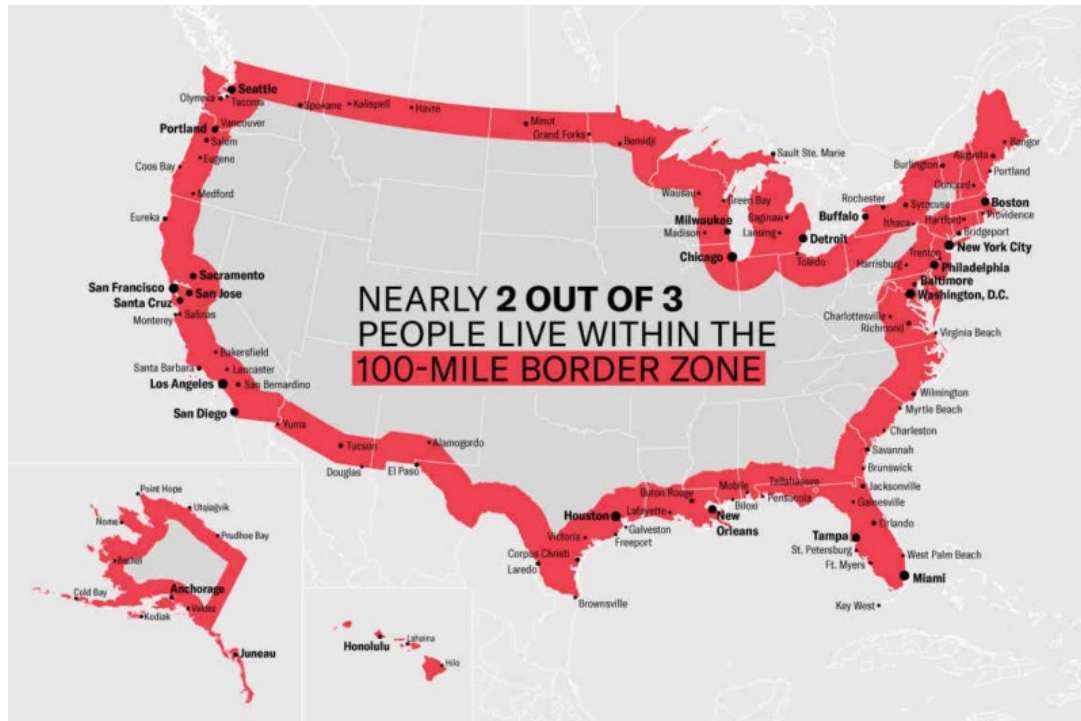 Seattle
Olympia
Tacoma
Spokane
Kalispell
Havre
Minot
Grand Forks
Bemidji
Sault Ste. Marie
Portland
Vancouver
Salem
Eugene
Coos Bay
Medford
Eureka
Wausau
Green Bay
Milwaukee
Madison
Saginaw
Lansing
Chicago
Detroit
Toledo
Buffalo
Rochester
Syracuse
Ithaca
Burlington
Augusta
Bangor
Portland
Concord
Boston
Providence
Hartford
Bridgeport
New York City
Trenton
Harrisburg
Philadelphia
Baltimore
Washington, D.C.
Charlottesville
Richmond
Virginia Beach
Sacramento
San Francisco
San Jose
Santa Cruz
Monterey
Salinas
Bakersfield
Santa Barbara
Lancaster
Los Angeles
San Bernardino
San Diego
NEARLY 2 OUT OF 3
PEOPLE LIVE WITHIN THE
100-MILE BORDER ZONE
Wilmington
Myrtle Beach
Charleston
Savannah
Brunswick
Jacksonville
Gainesville
Orlando
Tampa
St. Petersburg
Ft. Myers
West Palm Beach
Miami
Key West
Yuma
Tucson
Douglas
El Paso
Alamogordo
Houston
Victoria
Galveston
Freeport
Corpus Christi
Laredo
Brownsville
Lafayette
Buton Rouge
New
Orleans
Biloxi
Mobile
Pensacola
Tallahassee
Point Hope
Utqiaġvik
Nome
Prudhoe Bay
Bethel
Anchorage
Cold Bay
Kodiak
Valdez
Juneau
Honolulu
Lahaina
Hilo